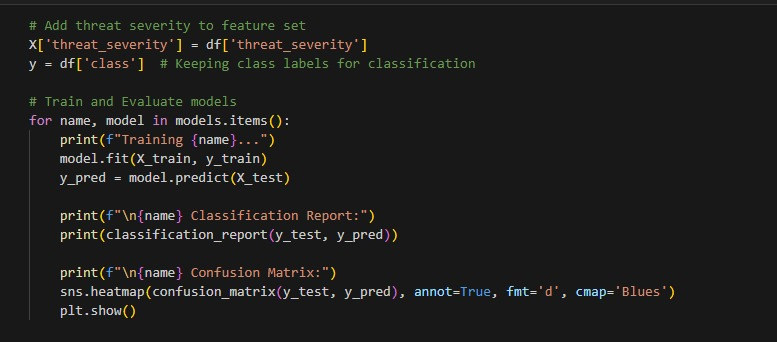 # Add threat severity to feature set
X['threat_severity'] = df['threat_severity']
y = df['class']  # Keeping class labels for classification

# Train and Evaluate models
for name, model in models.items():
    print(f"Training {name}...")
    model.fit(X_train, y_train)
    y_pred = model.predict(X_test)

    print(f"\n{name} Classification Report:")
    print(classification_report(y_test, y_pred))

    print(f"\n{name} Confusion Matrix:")
    sns.heatmap(confusion_matrix(y_test, y_pred), annot=True, fmt='d', cmap='Blues')
    plt.show()